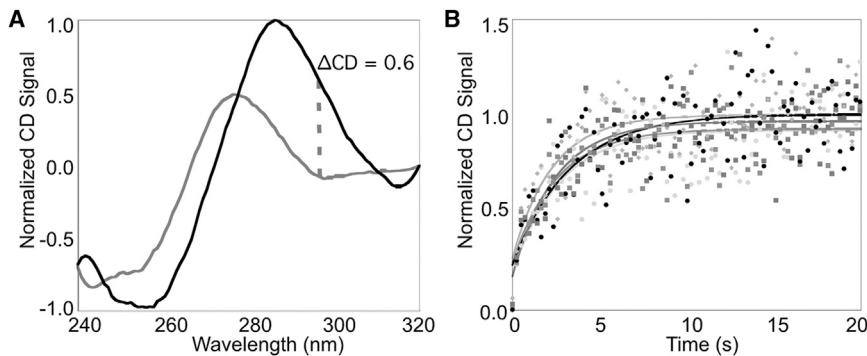 A
Normalized CD Signal
1.0
0.5
0.0
-0.5
-1.0
ΔCD = 0.6
240
260
280
300
320
Wavelength (nm)
B
Normalized CD Signal
1.5
1.0
0.5
0.0
0
5
10
15
20
Time (s)